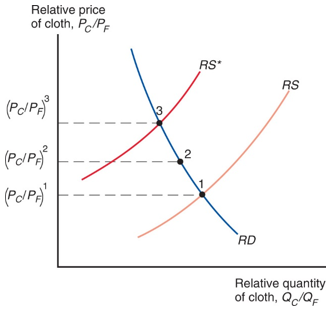 Relative price
of cloth, P_C/P_F
RS*
RS
(P_C/P_F)^3
3
(P_C/P_F)^2
2
(P_C/P_F)^1
1
RD
Relative quantity
of cloth, Q_C/Q_F